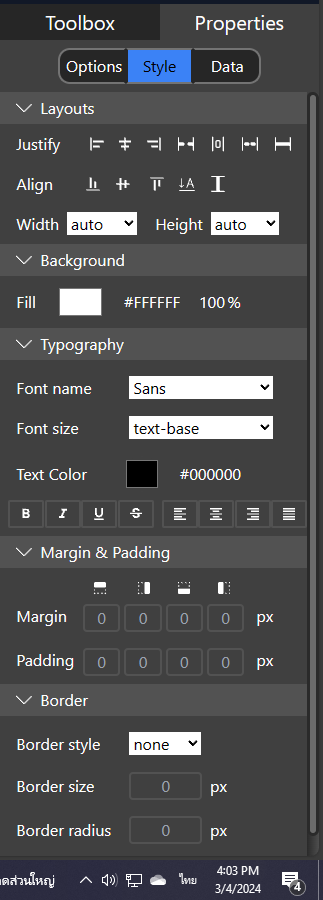 Toolbox Properties
Options Style Data
Layouts
Justify
Align
Width auto Height auto
Background
Fill #FFFFFF 100 %
Typography
Font name Sans
Font size text-base
Text Color #000000
B I U S
Margin & Padding
Margin 0 0 0 0 px
Padding 0 0 0 0 px
Border
Border style none
Border size 0 px
Border radius 0 px
4:03 PM
ดส่วนใหญ่ ไทย 3/4/2024 4